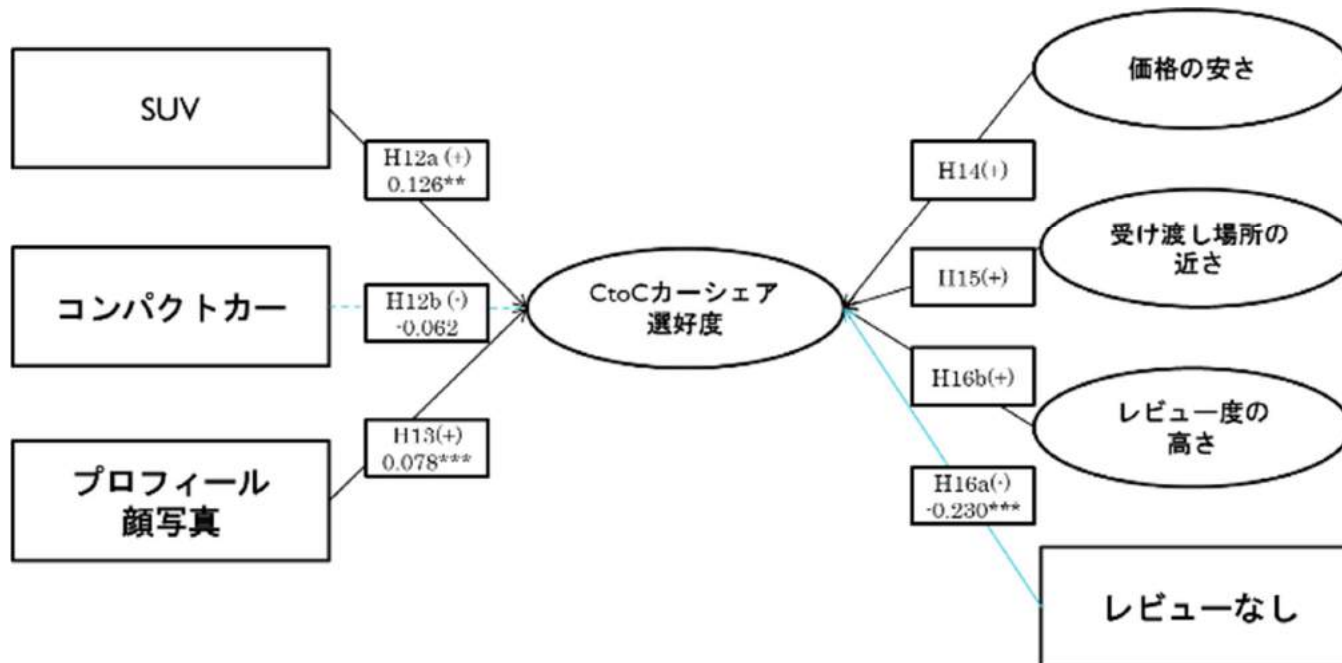 SUV
H12a (+)
0.126**
コンパクトカー
H12b (-)
-0.062
プロフィール
顔写真
H13(+)
0.078***
CtoCカーシェア
選好度
価格の安さ
H14(+)
受け渡し場所の
近さ
H15(+)
H16b(+)
レビュー度の
高さ
H16a(-)
-0.230***
レビューなし